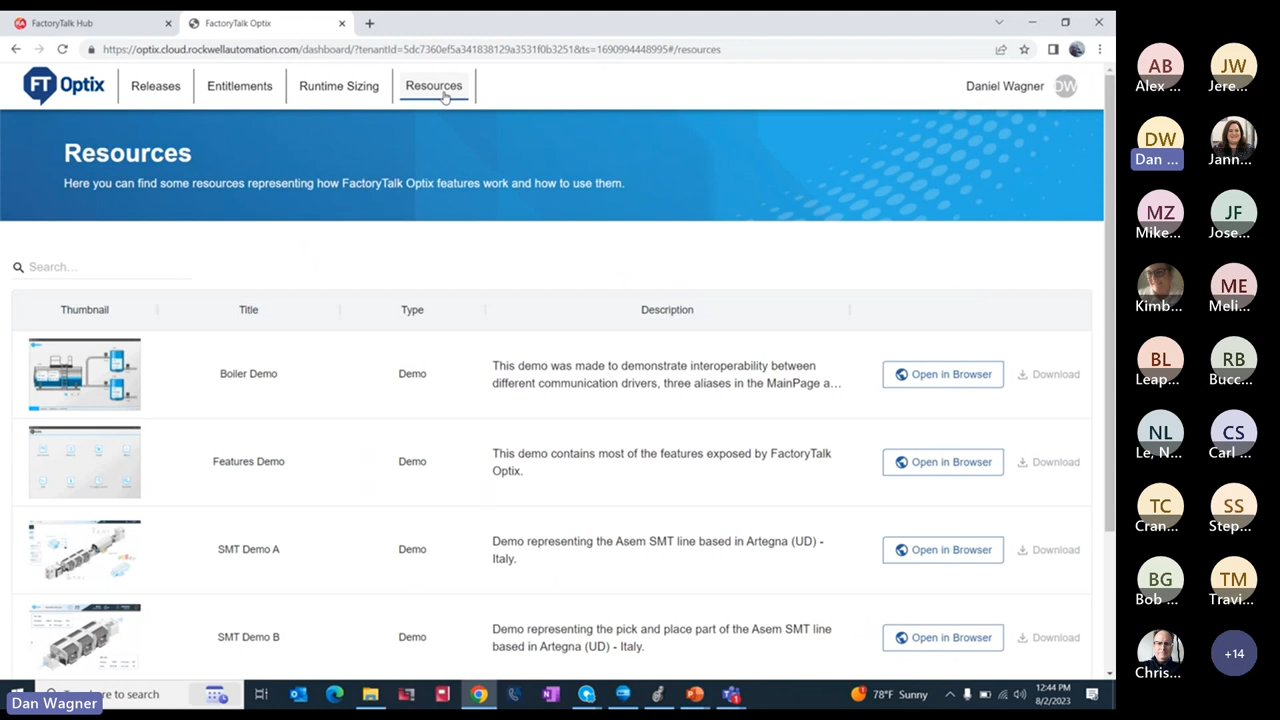 FactoryTalk Hub
FactoryTalk Optix
https://optix.cloud.rockwellautomation.com/dashboard/?tenantId=5dc7360ef5a341838129a3531f0b3251&ts=1690994448995#/resources
FT Optix
Releases
Entitlements
Runtime Sizing
Resources
Daniel Wagner
DW
Resources
Here you can find some resources representing how FactoryTalk Optix features work and how to use them.
Search...
Thumbnail Title Type Description
Boiler Demo
Demo
This demo was made to demonstrate interoperability between
different communication drivers, three aliases in the MainPage a...
Open in Browser
Download
Features Demo
Demo
This demo contains most of the features exposed by FactoryTalk
Optix.
Open in Browser
Download
SMT Demo A
Demo
Demo representing the Asem SMT line based in Artegna (UD) -
Italy.
Open in Browser
Download
SMT Demo B
Demo
Demo representing the pick and place part of the Asem SMT line
based in Artegna (UD) - Italy.
Open in Browser
Download
here to search
78°F Sunny
12:44 PM
8/2/2023
Dan Wagner
AB
Alex ...
JW
Jere...
DW
Dan ...
Jann...
MZ
Mike...
JF
Jose...
Kimb...
ME
Meli...
BL
Leap...
RB
Bucc...
NL
Le, N...
CS
Carl ...
TC
Cran...
SS
Step...
BG
Bob ...
TM
Travi...
Chris...
+14